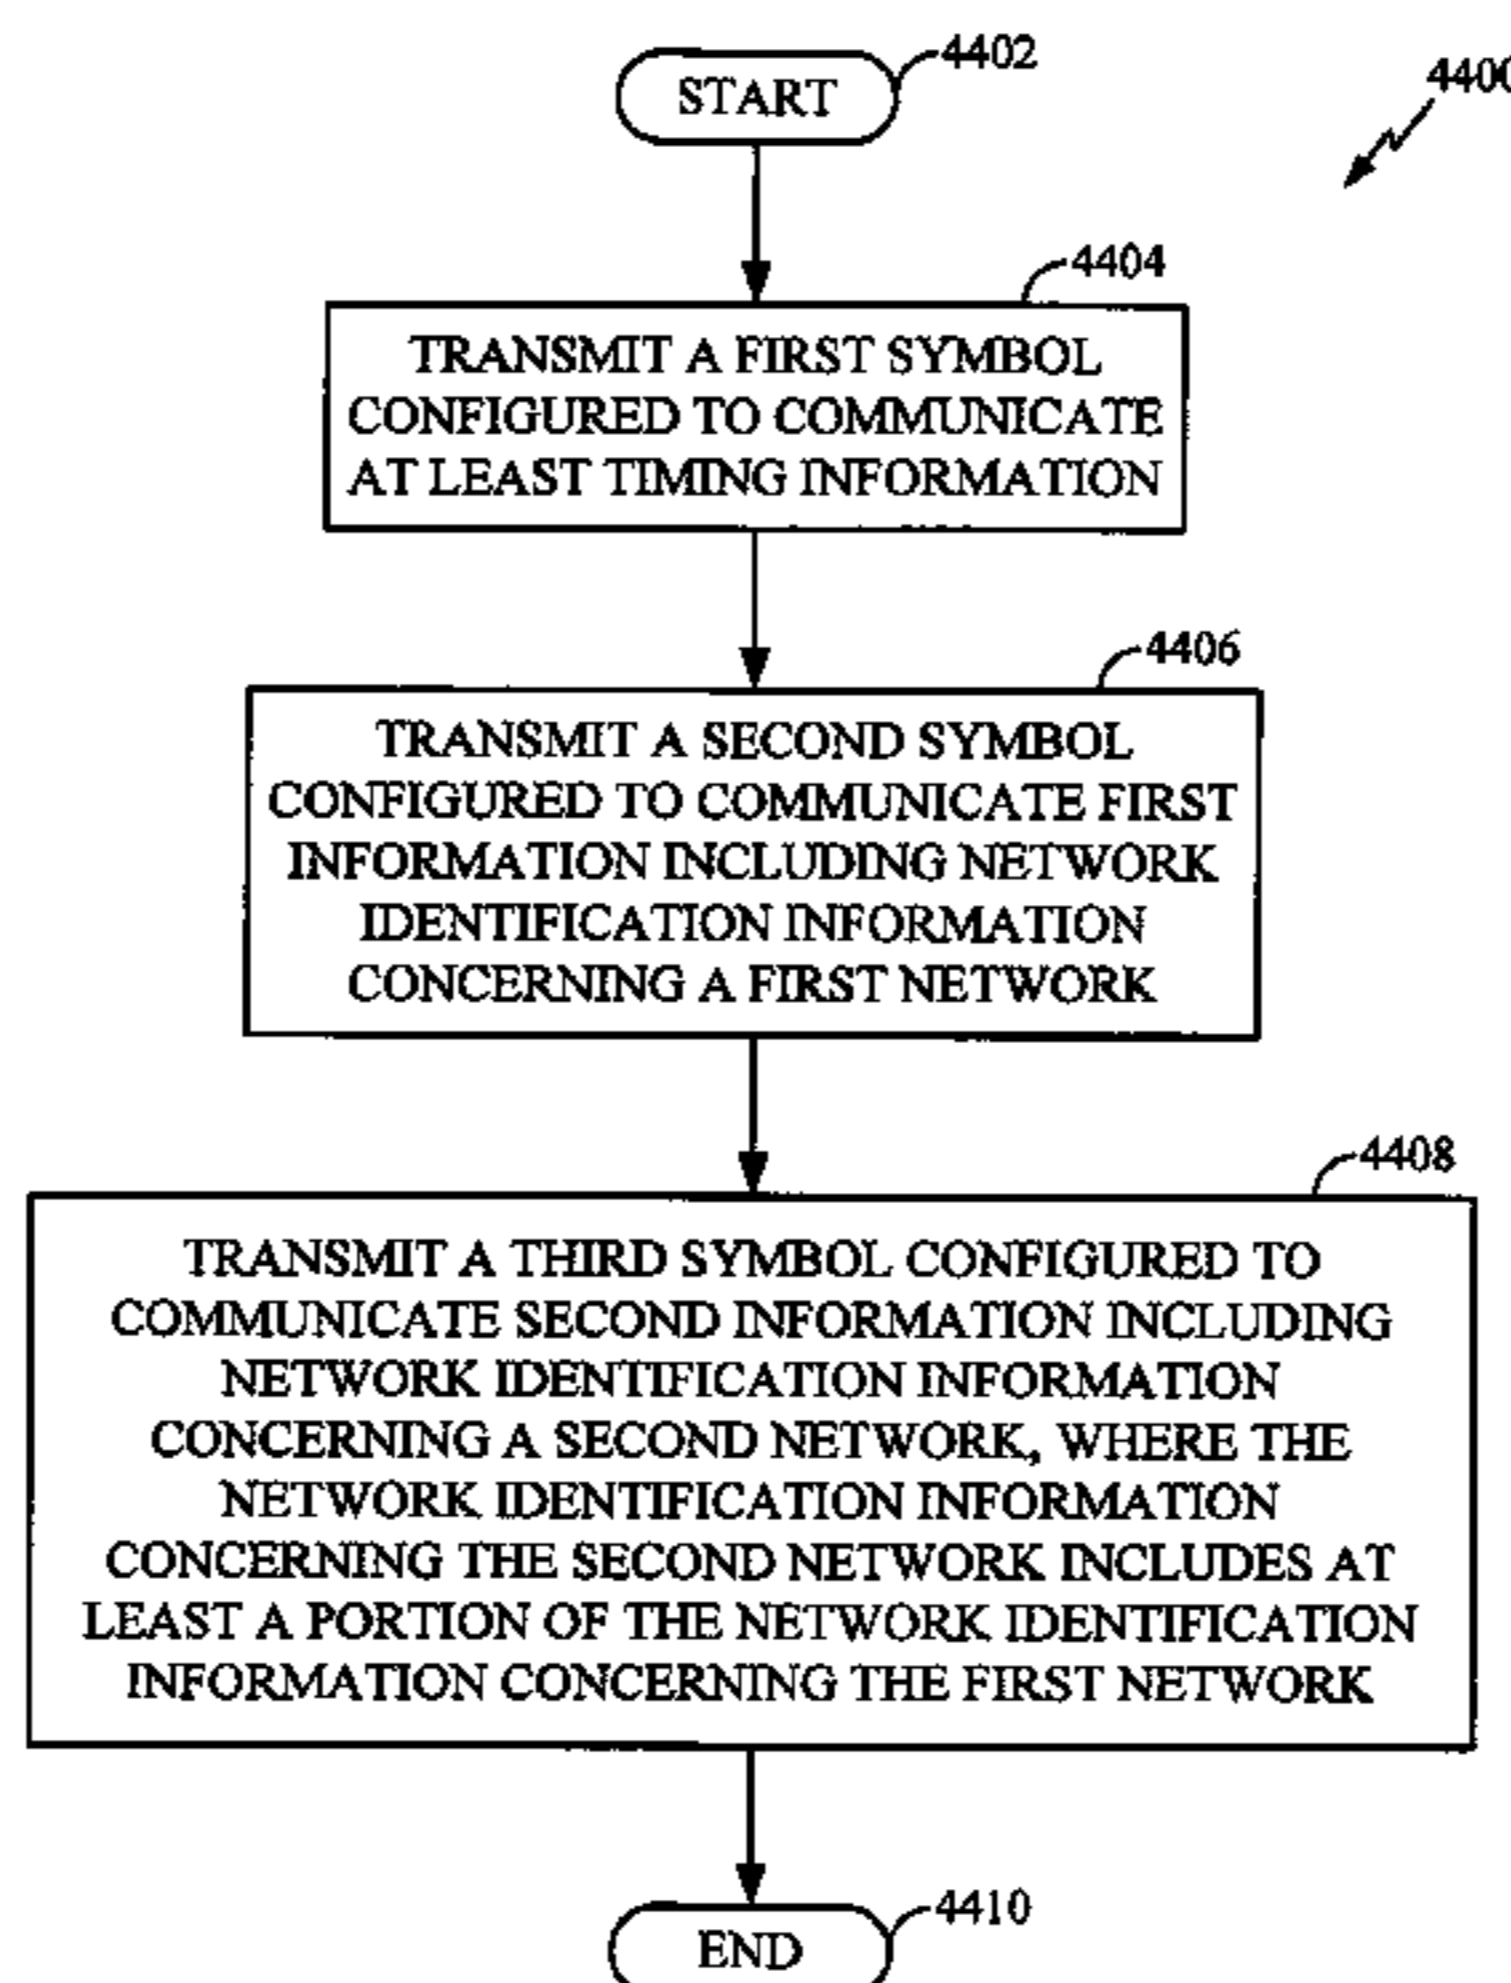 4402
START
4400
4404
TRANSMIT A FIRST SYMBOL
CONFIGURED TO COMMUNICATE
AT LEAST TIMING INFORMATION
4406
TRANSMIT A SECOND SYMBOL
CONFIGURED TO COMMUNICATE FIRST
INFORMATION INCLUDING NETWORK
IDENTIFICATION INFORMATION
CONCERNING A FIRST NETWORK
4408
TRANSMIT A THIRD SYMBOL CONFIGURED TO
COMMUNICATE SECOND INFORMATION INCLUDING
NETWORK IDENTIFICATION INFORMATION
CONCERNING A SECOND NETWORK, WHERE THE
NETWORK IDENTIFICATION INFORMATION
CONCERNING THE SECOND NETWORK INCLUDES AT
LEAST A PORTION OF THE NETWORK IDENTIFICATION
INFORMATION CONCERNING THE FIRST NETWORK
4410
END